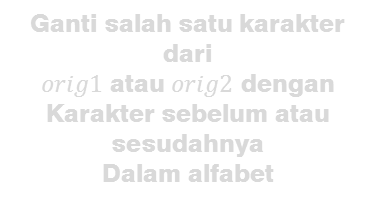 Ganti salah satu karakter
dari
orig1 atau orig2 dengan
Karakter sebelum atau
sesudahnya
Dalam alfabet